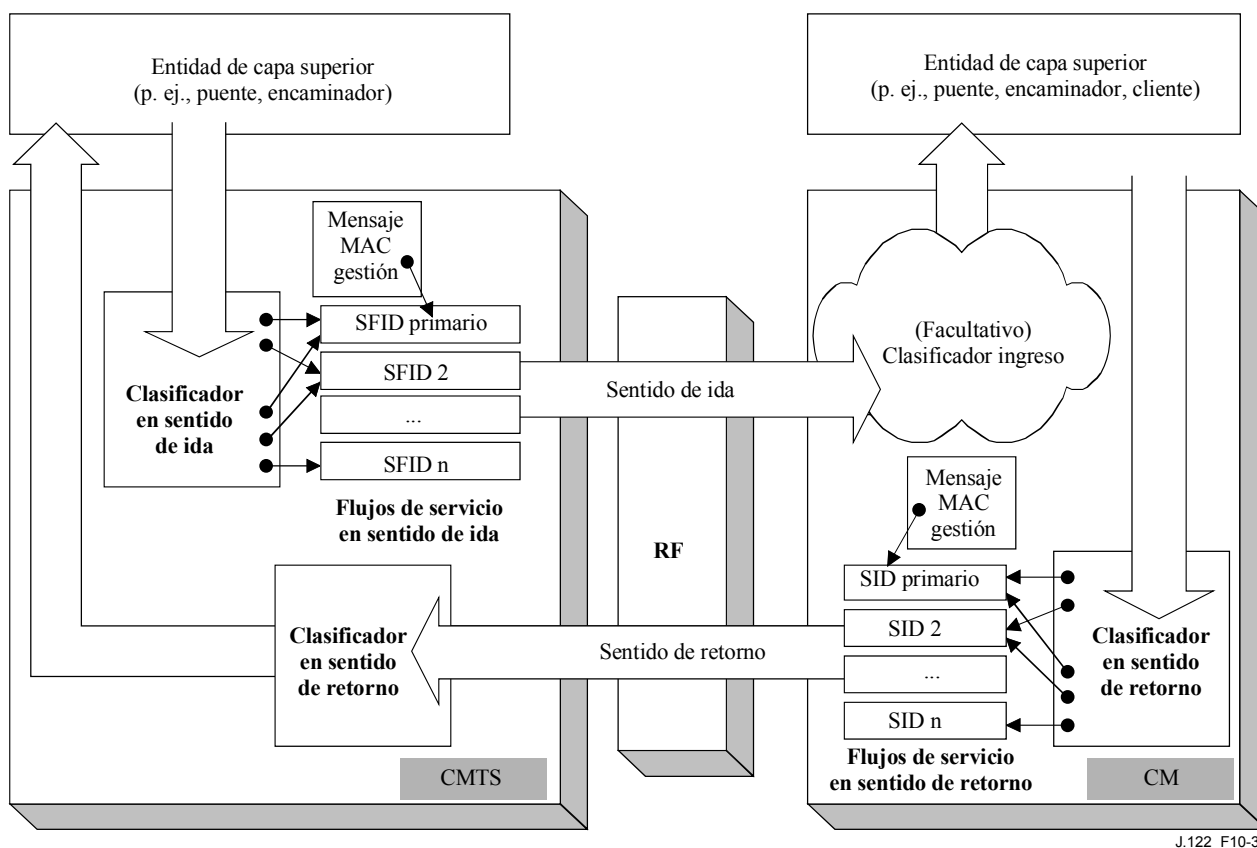 Entidad de capa superior
(p. ej., puente, encaminador)
Entidad de capa superior
(p. ej., puente, encaminador, cliente)
Mensaje
MAC
gestión
SFID primario
SFID 2
...
SFID n
Clasificador
en sentido
de ida
Flujos de servicio
en sentido de ida
Sentido de ida
(Facultativo)
Clasificador ingreso
RF
Mensaje
MAC
gestión
SID primario
SID 2
...
SID n
Clasificador
en sentido
de retorno
Sentido de retorno
Clasificador
en sentido
de retorno
Flujos de servicio
en sentido de retorno
CMTS
CM
J.122_F10-3